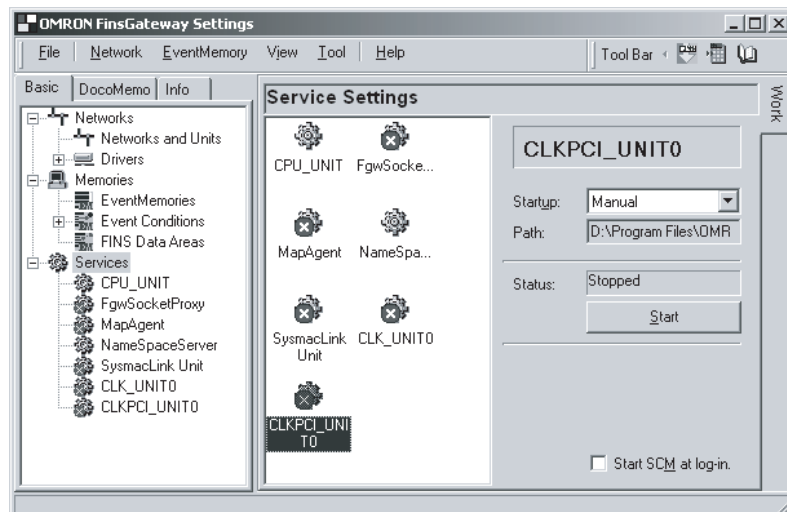 OMRON FinsGateway Settings
File Network EventMemory View Tool Help Tool Bar
Basic DocoMemo Info
Networks
Networks and Units
Drivers
Memories
EventMemories
Event Conditions
FINS Data Areas
Services
CPU_UNIT
FgwSocketProxy
MapAgent
NameSpaceServer
SysmacLink Unit
CLK_UNIT0
CLKPCI_UNIT0
Service Settings
CPU_UNIT FgwSocke...
MapAgent NameSpa...
SysmacLink Unit CLK_UNIT0
CLKPCI_UNI
T0
CLKPCI_UNIT0
Startup: Manual
Path: D:\Program Files\OMR
Status: Stopped
Start
Start SCM at log-in.
Work